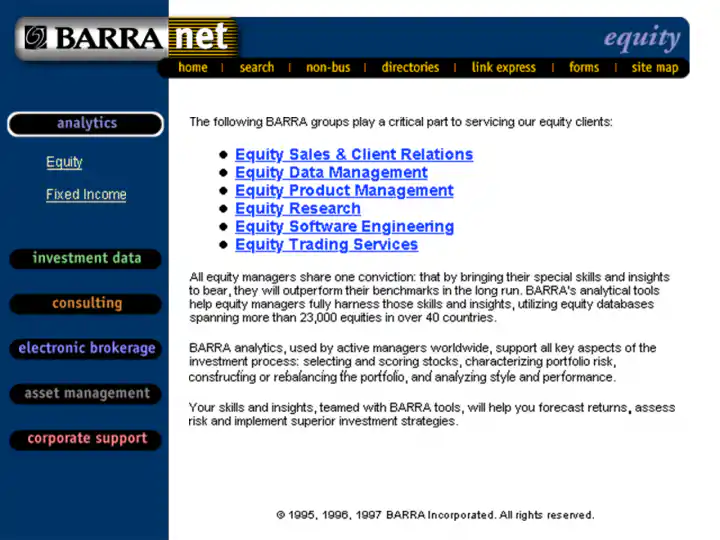 BARRA net
equity
home | search | non-bus | directories | link express | forms | site map
analytics
Equity
Fixed Income
investment data
consulting
electronic brokerage
asset management
corporate support
The following BARRA groups play a critical part to servicing our equity clients:
Equity Sales & Client Relations
Equity Data Management
Equity Product Management
Equity Research
Equity Software Engineering
Equity Trading Services
All equity managers share one conviction: that by bringing their special skills and insights
to bear, they will outperform their benchmarks in the long run. BARRA's analytical tools
help equity managers fully harness those skills and insights, utilizing equity databases
spanning more than 23,000 equities in over 40 countries.
BARRA analytics, used by active managers worldwide, support all key aspects of the
investment process: selecting and scoring stocks, characterizing portfolio risk,
constructing or rebalancing the portfolio, and analyzing style and performance.
Your skills and insights, teamed with BARRA tools, will help you forecast returns, assess
risk and implement superior investment strategies.
© 1995, 1996, 1997 BARRA Incorporated. All rights reserved.